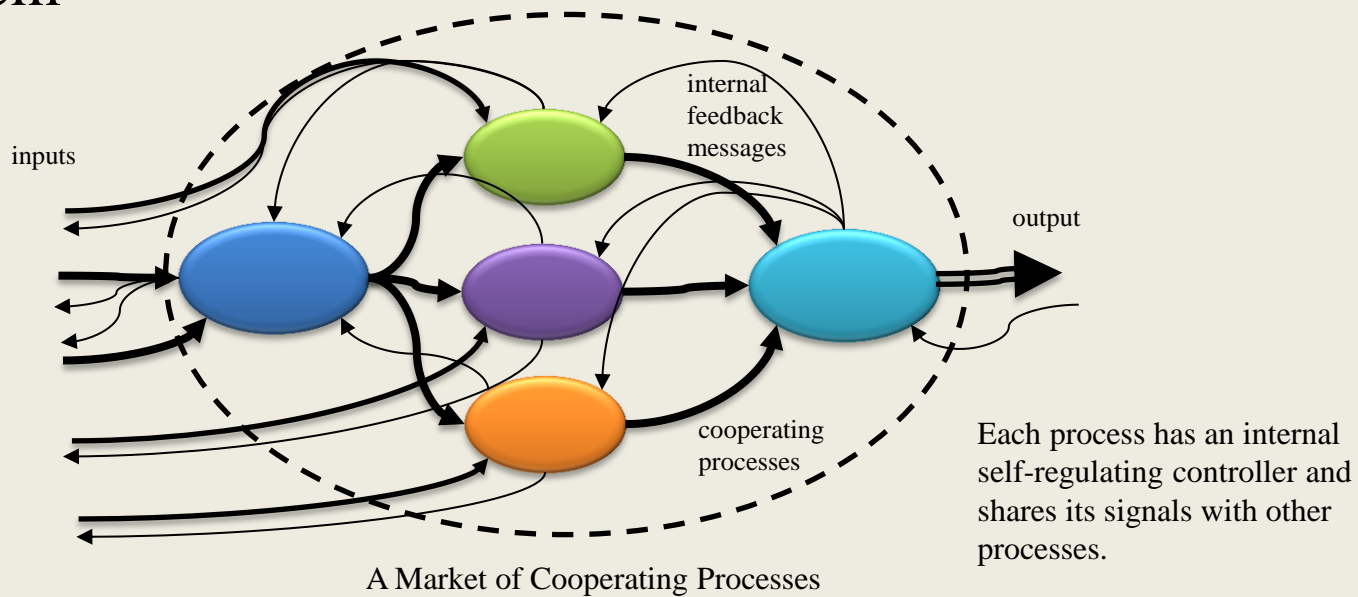 inputs
internal
feedback
messages
output
cooperating
processes
Each process has an internal
self-regulating controller and
shares its signals with other
processes.
A Market of Cooperating Processes